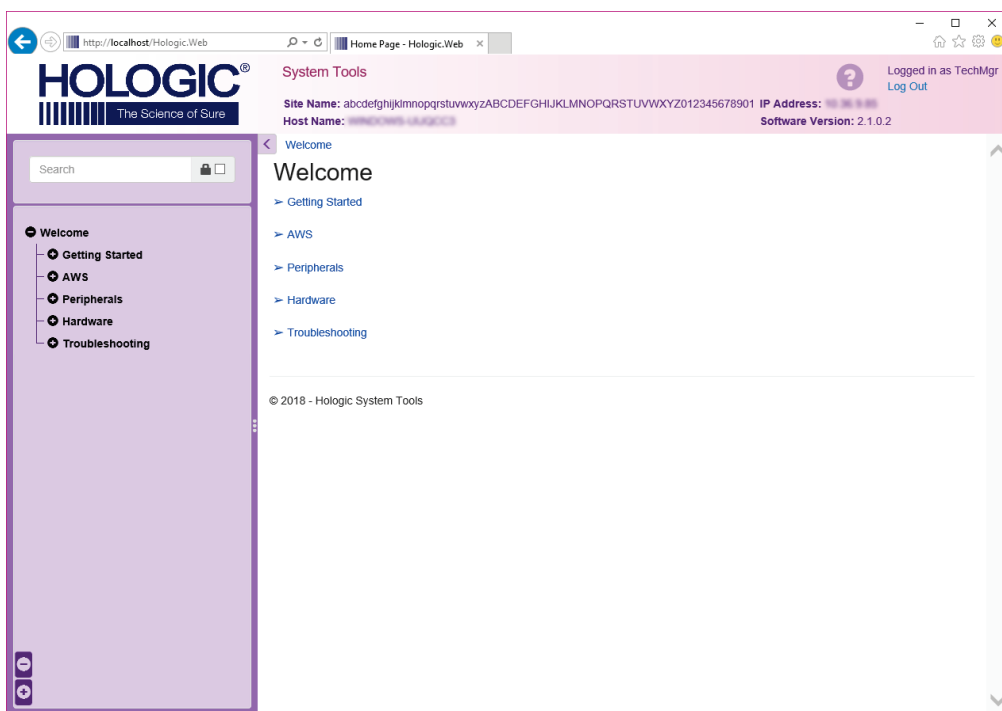 http://localhost/Hologic.Web
Home Page - Hologic.Web
HOLOGIC®
The Science of Sure
System Tools
Logged in as TechMgr
Log Out
Site Name: abcdefghijklmnopqrstuvwxyzABCDEFGHIJKLMNOPQRSTUVWXYZ012345678901 IP Address:
Host Name: Software Version: 2.1.0.2
Search
Welcome
Getting Started
AWS
Peripherals
Hardware
Troubleshooting
Welcome
Welcome
➢ Getting Started
➢ AWS
➢ Peripherals
➢ Hardware
➢ Troubleshooting
© 2018 - Hologic System Tools